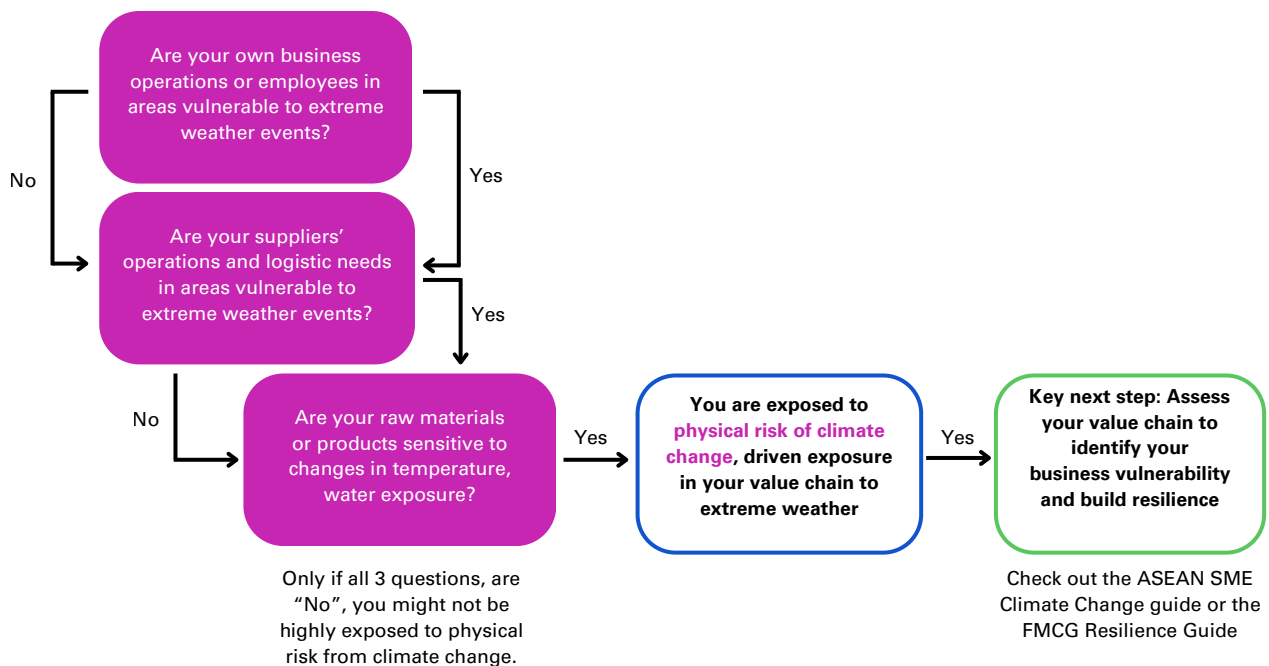 Are your own business
operations or employees in
areas vulnerable to extreme
weather events?
No
Yes
Are your suppliers’
operations and logistic needs
in areas vulnerable to
extreme weather events?
Yes
No
Are your raw materials
or products sensitive to
changes in temperature,
water exposure?
Yes
You are exposed to
physical risk of climate
change, driven exposure
in your value chain to
extreme weather
Yes
Key next step: Assess
your value chain to
identify your
business vulnerability
and build resilience
Only if all 3 questions, are
“No”, you might not be
highly exposed to physical
risk from climate change.
Check out the ASEAN SME
Climate Change guide or the
FMCG Resilience Guide